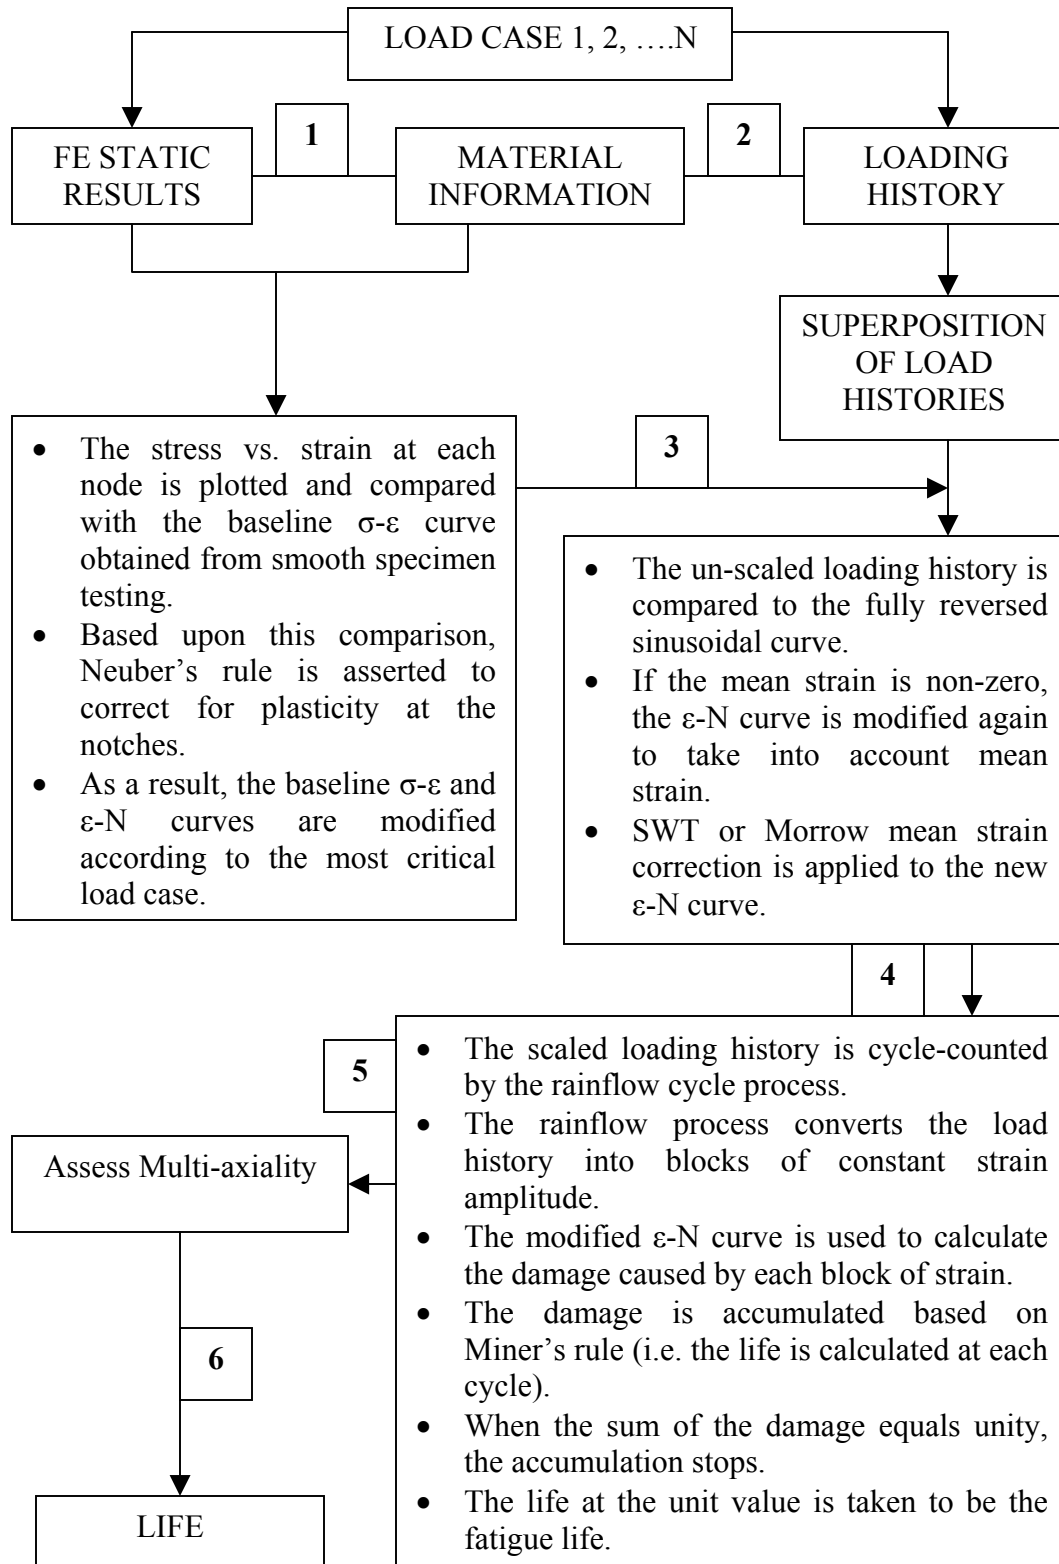 LOAD CASE 1, 2, ….N
1
2
FE STATIC
RESULTS
MATERIAL
INFORMATION
LOADING
HISTORY
SUPERPOSITION
OF LOAD
HISTORIES
• The stress vs. strain at each
node is plotted and compared
with the baseline σ-ε curve
obtained from smooth specimen
testing.
• Based upon this comparison,
Neuber’s rule is asserted to
correct for plasticity at the
notches.
• As a result, the baseline σ-ε and
ε-N curves are modified
according to the most critical
load case.
3
• The un-scaled loading history is
compared to the fully reversed
sinusoidal curve.
• If the mean strain is non-zero,
the ε-N curve is modified again
to take into account mean
strain.
• SWT or Morrow mean strain
correction is applied to the new
ε-N curve.
4
• The scaled loading history is cycle-counted
by the rainflow cycle process.
• The rainflow process converts the load
history into blocks of constant strain
amplitude.
• The modified ε-N curve is used to calculate
the damage caused by each block of strain.
• The damage is accumulated based on
Miner’s rule (i.e. the life is calculated at each
cycle).
• When the sum of the damage equals unity,
the accumulation stops.
• The life at the unit value is taken to be the
fatigue life.
5
Assess Multi-axiality
6
LIFE